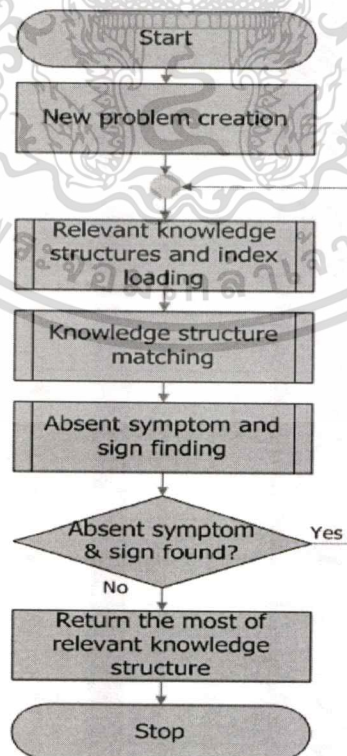 Start
New problem creation
Relevant knowledge
structures and index
loading
Knowledge structure
matching
Absent symptom and
sign finding
Absent symptom
& sign found?
Yes
No
Return the most of
relevant knowledge
structure
Stop